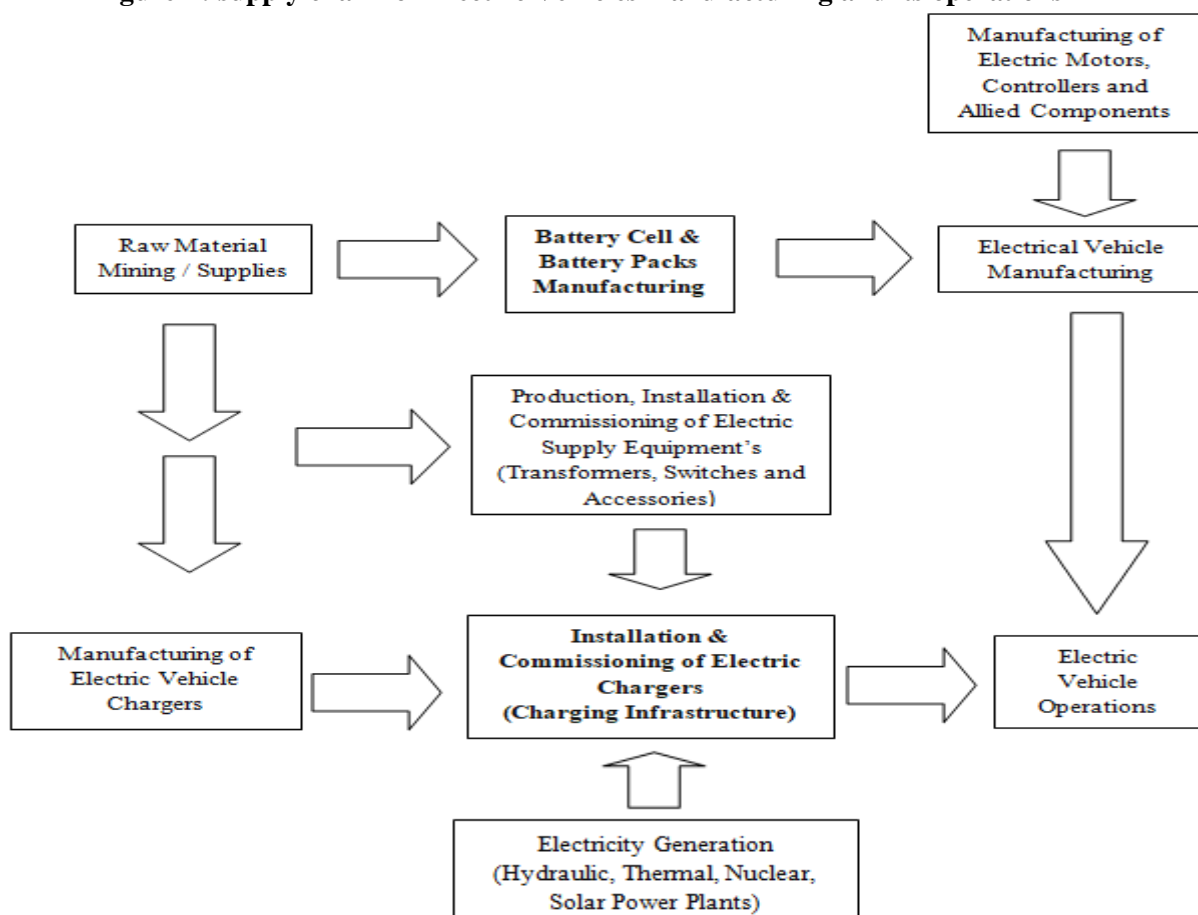 Manufacturing of
Electric Motors,
Controllers and
Allied Components
Raw Material
Mining / Supplies
Battery Cell &
Battery Packs
Manufacturing
Electrical Vehicle
Manufacturing
Production, Installation &
Commissioning of Electric
Supply Equipment’s
(Transformers, Switches and
Accessories)
Manufacturing of
Electric Vehicle
Chargers
Installation &
Commissioning of Electric
Chargers
(Charging Infrastructure)
Electric
Vehicle
Operations
Electricity Generation
(Hydraulic, Thermal, Nuclear,
Solar Power Plants)